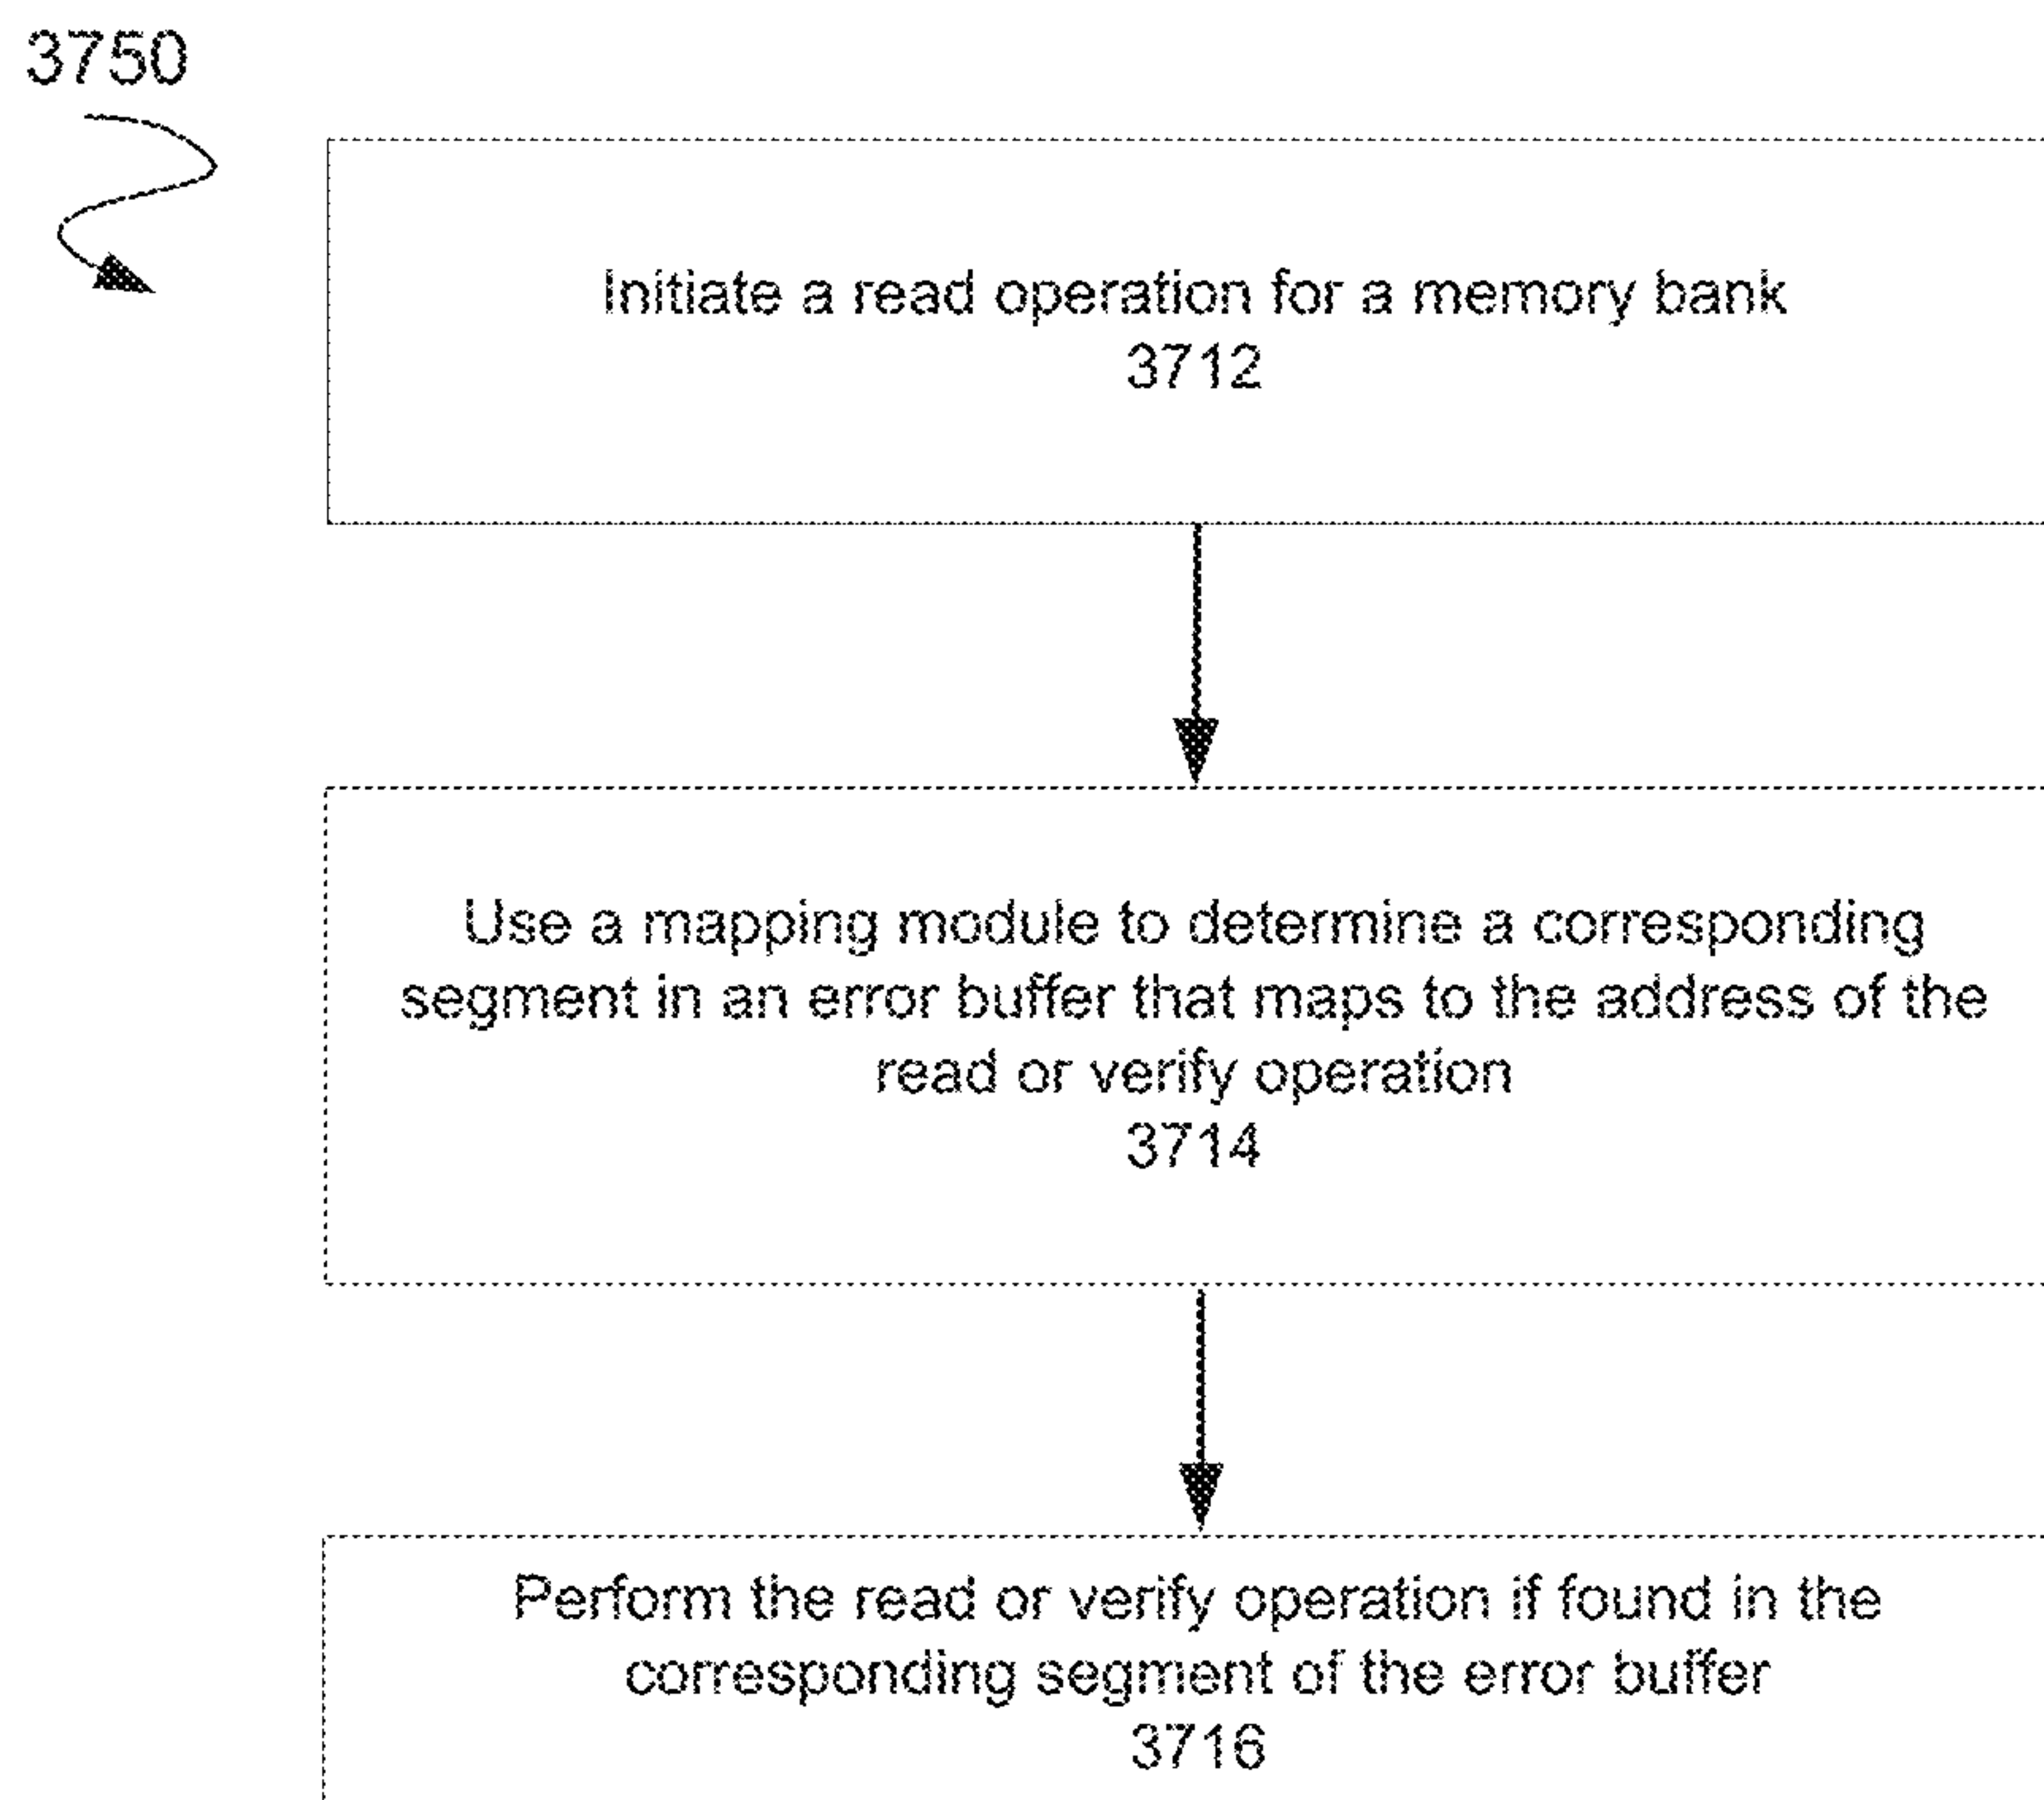 3750
Initiate a read operation for a memory bank
3712
Use a mapping module to determine a corresponding
segment in an error buffer that maps to the address of the
read or verify operation
3714
Perform the read or verify operation if found in the
corresponding segment of the error buffer
3716